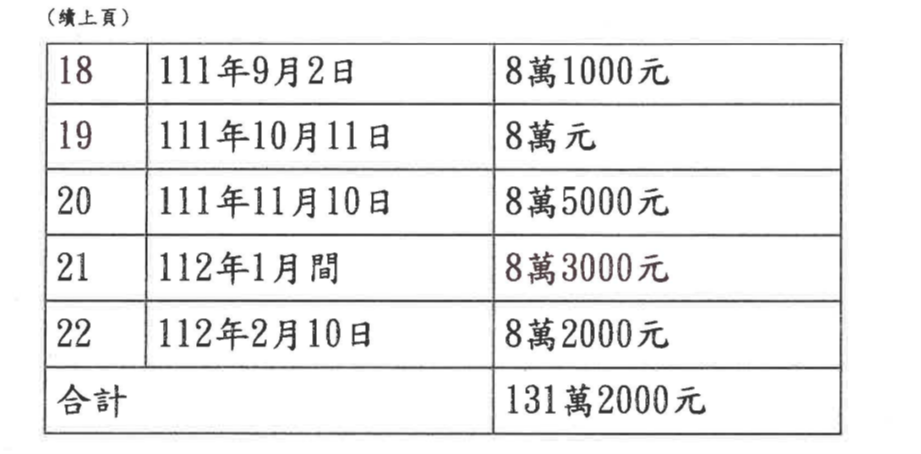 (續上頁)
18 111年9月2日 8萬1000元
19 111年10月11日 8萬元
20 111年11月10日 8萬5000元
21 112年1月間 8萬3000元
22 112年2月10日 8萬2000元
合計 131萬2000元